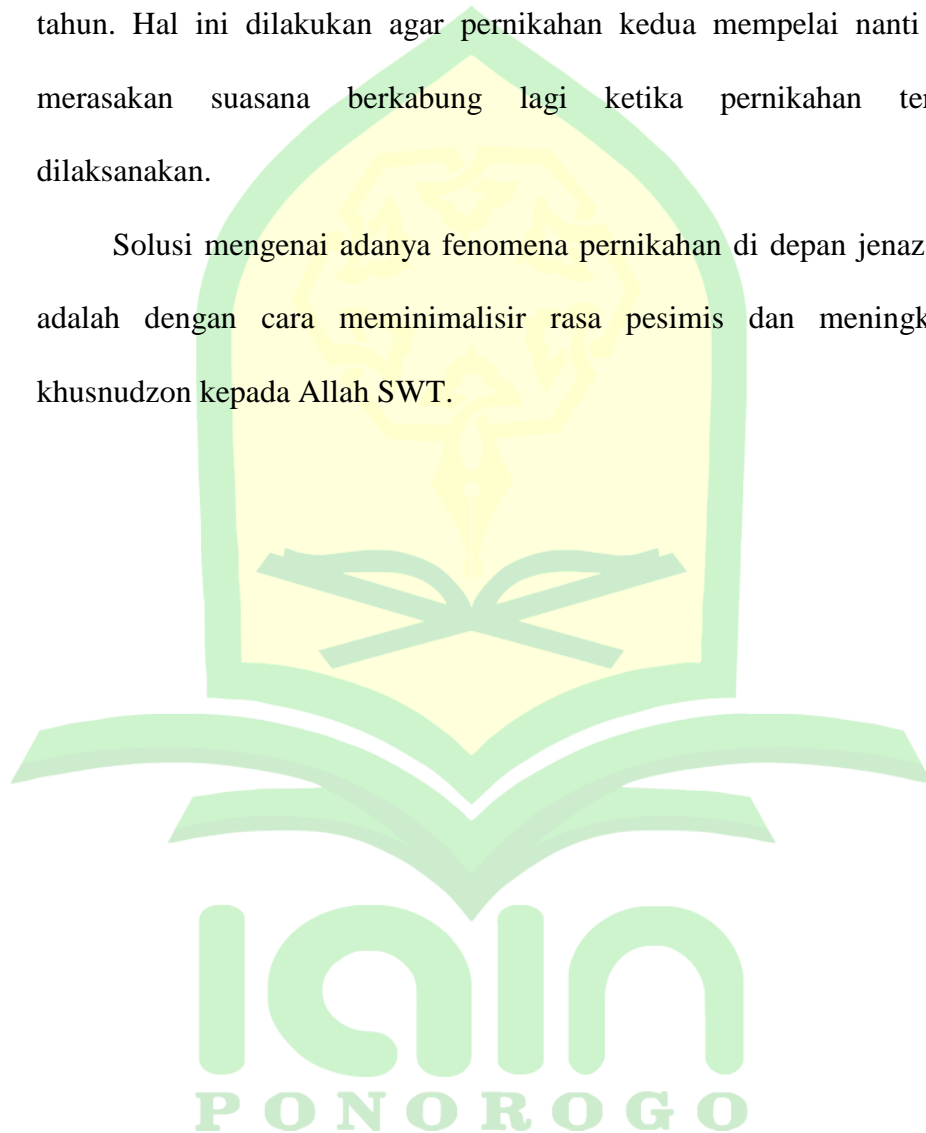 tahun. Hal ini dilakukan agar pernikahan kedua mempelai nanti
merasakan suasana berkabung lagi ketika pernikahan
dilaksanakan.
Solusi mengenai adanya fenomena pernikahan di depan
adalah dengan cara meminimalisir rasa pesimis dan
khusnudzon kepada Allah SWT.
iain
PONOROGO